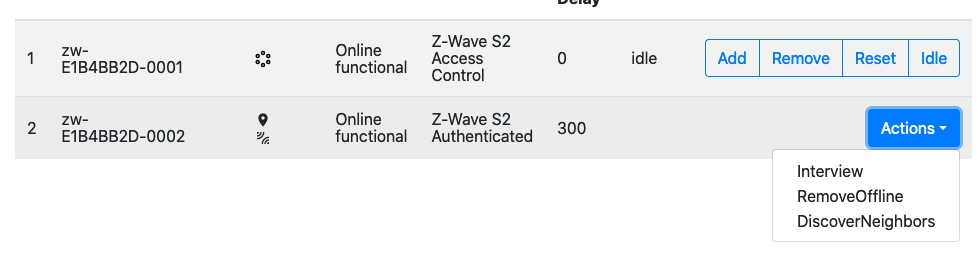 Delay
1 zw-E1B4BB2D-0001 Online functional Z-Wave S2 Access Control 0 idle Add Remove Reset Idle
2 zw-E1B4BB2D-0002 Online functional Z-Wave S2 Authenticated 300 Actions
Interview
RemoveOffline
DiscoverNeighbors